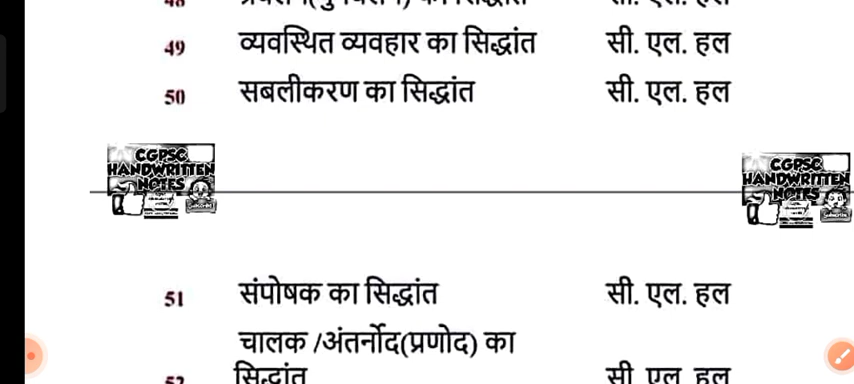 49 व्यवस्थित व्यवहार का सिद्धांत सी. एल. हल
50 सबलीकरण का सिद्धांत सी. एल. हल
CGPSC HANDWRITTEN NOTES
CGPSC HANDWRITTEN NOTES
51 संपोषक का सिद्धांत सी. एल. हल
चालक /अंतर्नोद(प्रणोद) का
52 सिद्धांत सी. एल. हल